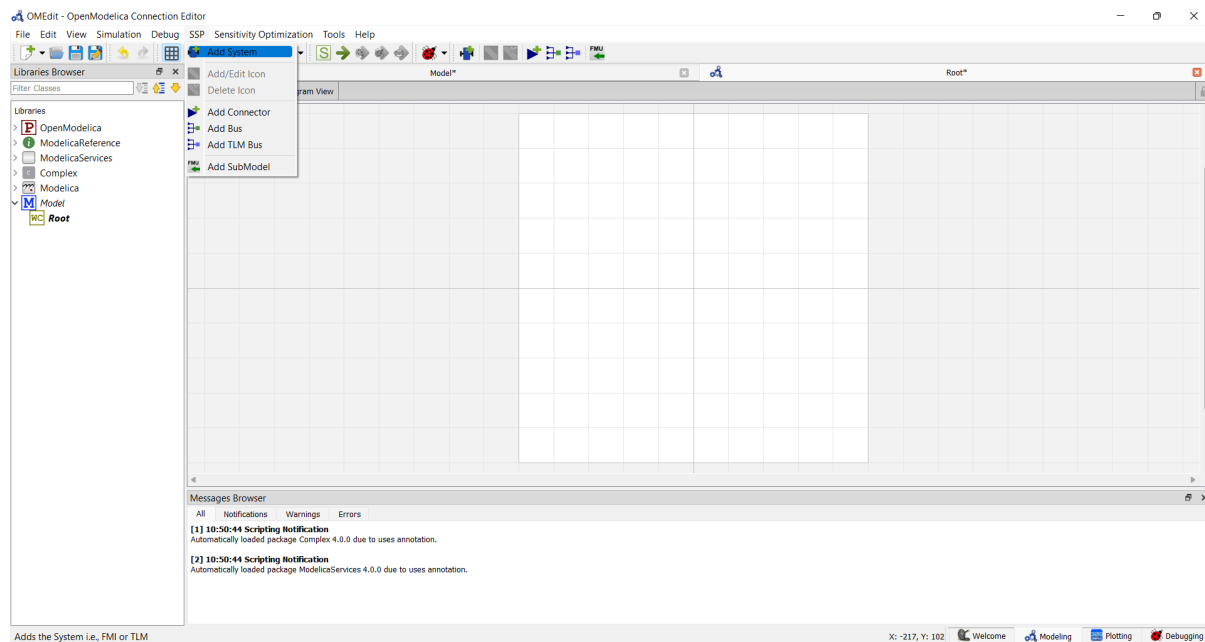 OMEdit - OpenModelica Connection Editor
File Edit View Simulation Debug SSP Sensitivity Optimization Tools Help
Add System
S
FMU
Libraries Browser
Model*
Root*
Add/Edit Icon
Filter Classes
Delete Icon
gram View
Libraries
Add Connector
P OpenModelica
Add Bus
i ModelicaReference
Add TLM Bus
ModelicaServices
FMU Add SubModel
C Complex
Modelica
M Model
WC Root
Messages Browser
All Notifications Warnings Errors
[1] 10:50:44 Scripting Notification
Automatically loaded package Complex 4.0.0 due to uses annotation.
[2] 10:50:44 Scripting Notification
Automatically loaded package ModelicaServices 4.0.0 due to uses annotation.
Adds the System i.e., FMI or TLM
X: -217, Y: 102 Welcome Modeling Plotting Debugging